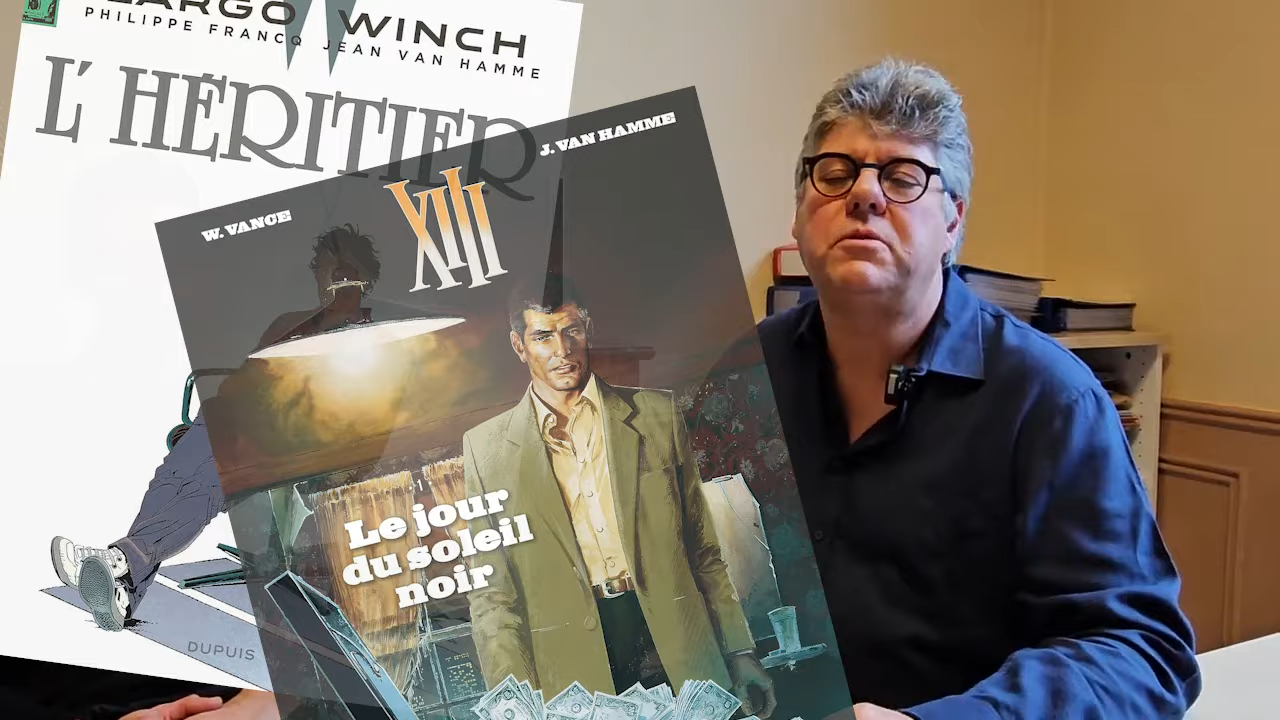 LARGO WINCH
PHILIPPE FRANCQ JEAN VAN HAMME
L'HÉRITIER
J. VAN HAMME
W. VANCE
XIII
Le jour
du soleil
noir
DUPUIS